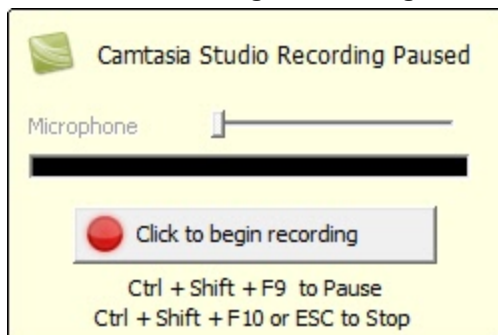 Camtasia Studio Recording Paused
Microphone
Click to begin recording
Ctrl + Shift + F9 to Pause
Ctrl + Shift + F10 or ESC to Stop